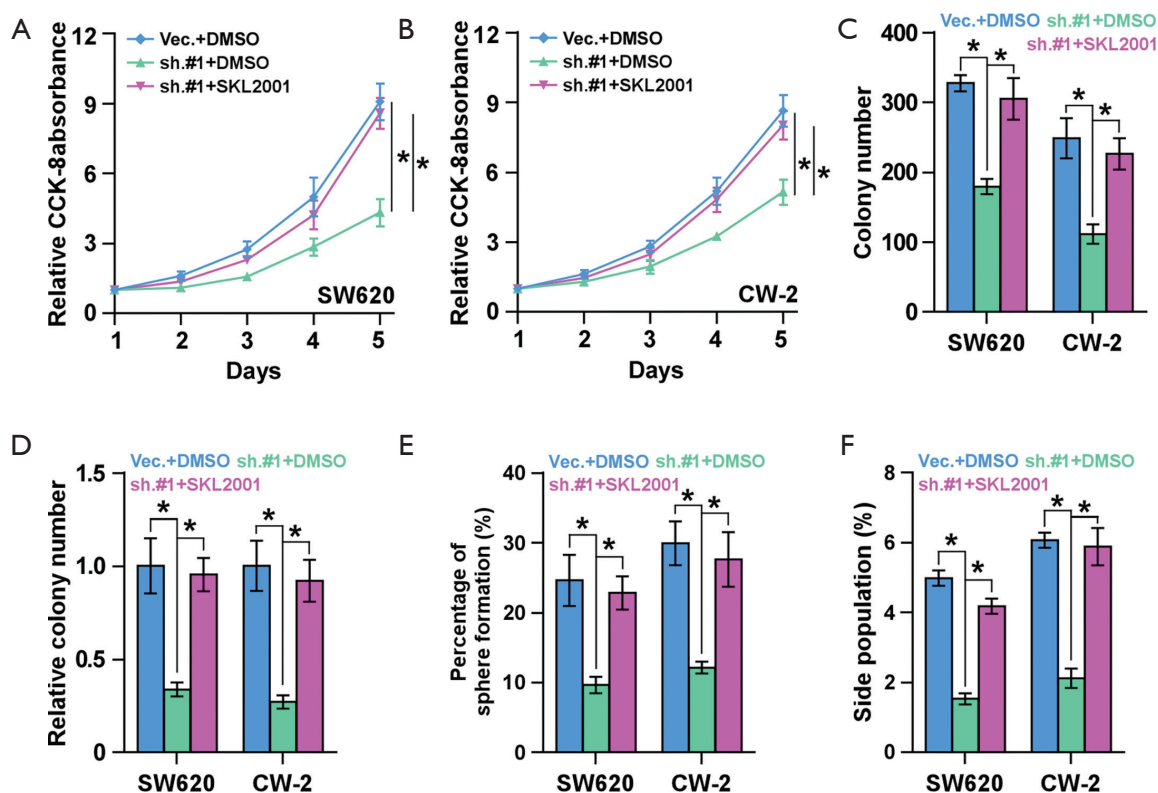 A
Vec.+DMSO
sh.#1+DMSO
sh.#1+SKL2001
Relative CCK-8absorbance
12
9
6
3
0
1 2 3 4 5
Days
SW620
*
*
B
Vec.+DMSO
sh.#1+DMSO
sh.#1+SKL2001
Relative CCK-8absorbance
12
9
6
3
0
1 2 3 4 5
Days
CW-2
*
*
C
Vec.+DMSO sh.#1+DMSO
sh.#1+SKL2001
Colony number
400
300
200
100
0
* *
* *
SW620 CW-2
D
Vec.+DMSO sh.#1+DMSO
sh.#1+SKL2001
Relative colony number
1.5
1.0
0.5
0
* *
* *
SW620 CW-2
E
Vec.+DMSO sh.#1+DMSO
sh.#1+SKL2001
Percentage of
sphere formation (%)
40
30
20
10
0
* *
* *
SW620 CW-2
F
Vec.+DMSO sh.#1+DMSO
sh.#1+SKL2001
Side population (%)
8
6
4
2
0
* *
* *
SW620 CW-2